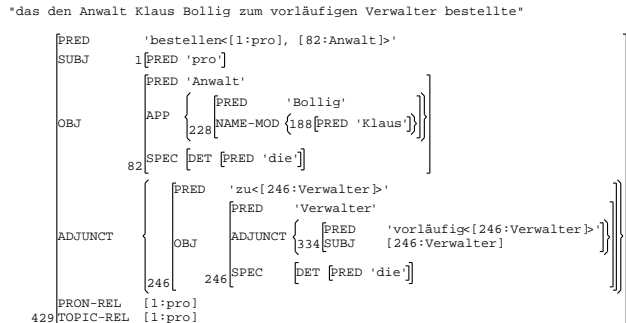 "das den Anwalt Klaus Bollig zum vorläufigen Verwalter bestellte"
PRED 'bestellen<[1:pro], [82:Anwalt]>'
SUBJ 1[PRED 'pro']
PRED 'Anwalt'
PRED 'Bollig'
OBJ APP 228 NAME-MOD {188[PRED 'Klaus']}
82 SPEC [DET [PRED 'die']]
PRED 'zu<[246:Verwalter]>'
PRED 'Verwalter'
ADJUNCT OBJ ADJUNCT {334 [PRED 'vorläufig<[246:Verwalter]>'
SUBJ [246:Verwalter]
246 246 SPEC [DET [PRED 'die']]
PRON-REL [1:pro]
429 TOPIC-REL [1:pro]